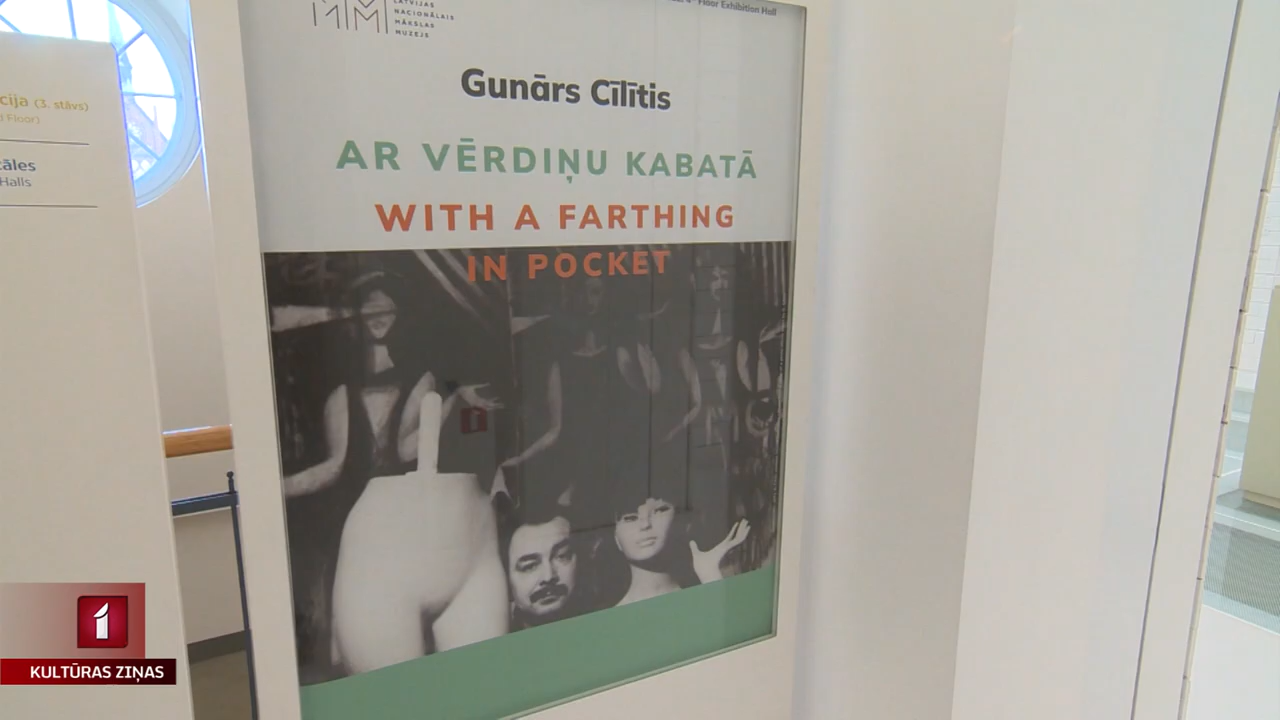 LATVIJAS
NACIONĀLAIS
MĀKSLAS
MUZEJS
Floor Exhibition Hall
Gunārs Cīlītis
AR VĒRDIŅU KABATĀ
WITH A FARTHING
IN POCKET
cija (3. stāvs)
Floor)
Halls
1
KULTŪRAS ZIŅAS